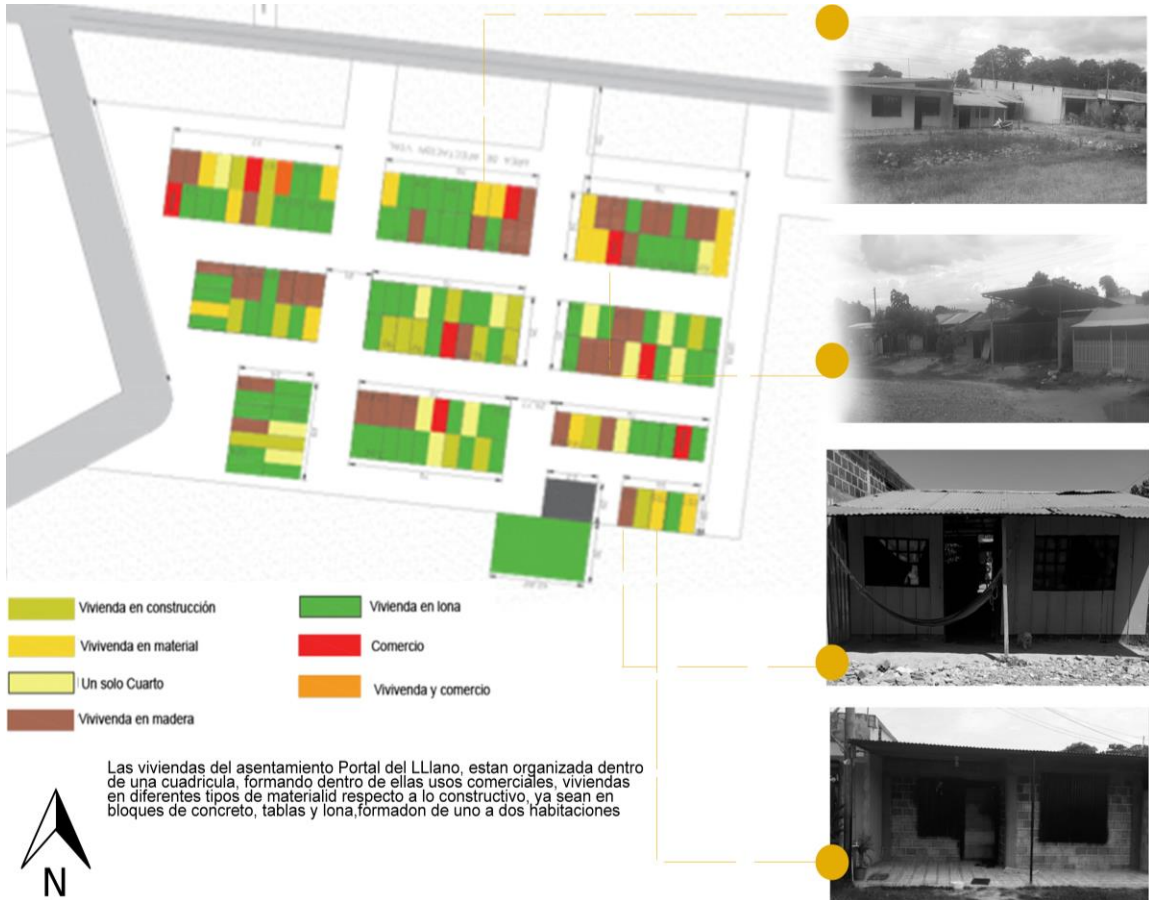 Vivienda en construcción
Vivivenda en material
Un solo Cuarto
Vivivenda en madera
Vivienda en lona
Comercio
Vivivenda y comercio
Las viviendas del asentamiento Portal del LLlano, estan organizada dentro
de una cuadricula, formando dentro de ellas usos comerciales, viviendas
en diferentes tipos de materialid respecto a lo constructivo, ya sean en
bloques de concreto, tablas y lona,formadon de uno a dos habitaciones
N